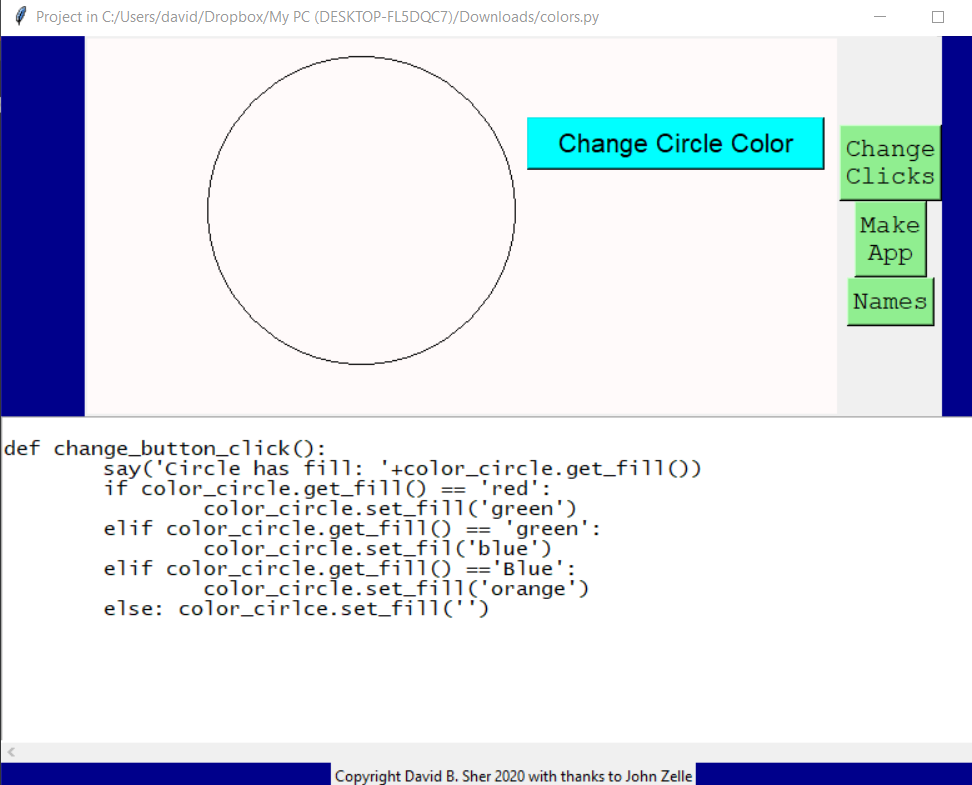 Project in C:/Users/david/Dropbox/My PC (DESKTOP-FL5DQC7)/Downloads/colors.py
Change Circle Color
Change
Clicks
Make
App
Names
def change_button_click():
        say('Circle has fill: '+color_circle.get_fill())
        if color_circle.get_fill() == 'red':
                color_circle.set_fill('green')
        elif color_circle.get_fill() == 'green':
                color_circle.set_fil('blue')
        elif color_circle.get_fill() =='Blue':
                color_circle.set_fill('orange')
        else: color_cirlce.set_fill('')
Copyright David B. Sher 2020 with thanks to John Zelle